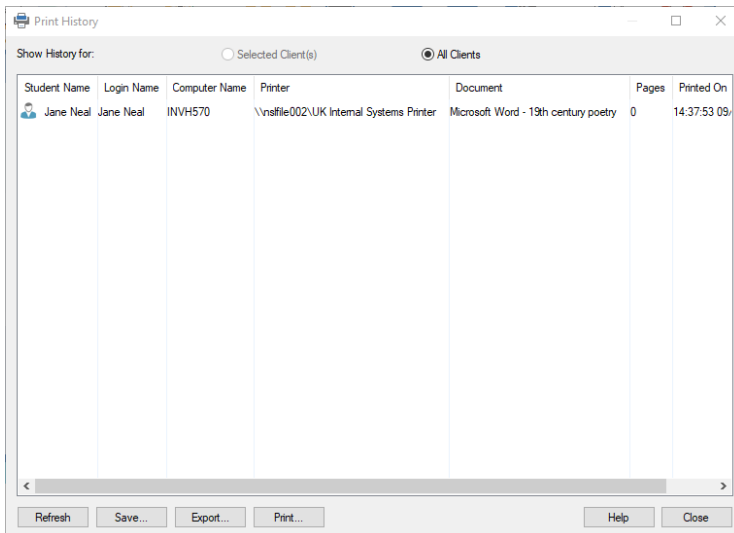 Print History
Show History for: Selected Client(s) All Clients
Student Name Login Name Computer Name Printer Document Pages Printed On
Jane Neal Jane Neal INVH570 \\nslfile002\UK Internal Systems Printer Microsoft Word - 19th century poetry 0 14:37:53 09/
Refresh Save... Export... Print... Help Close